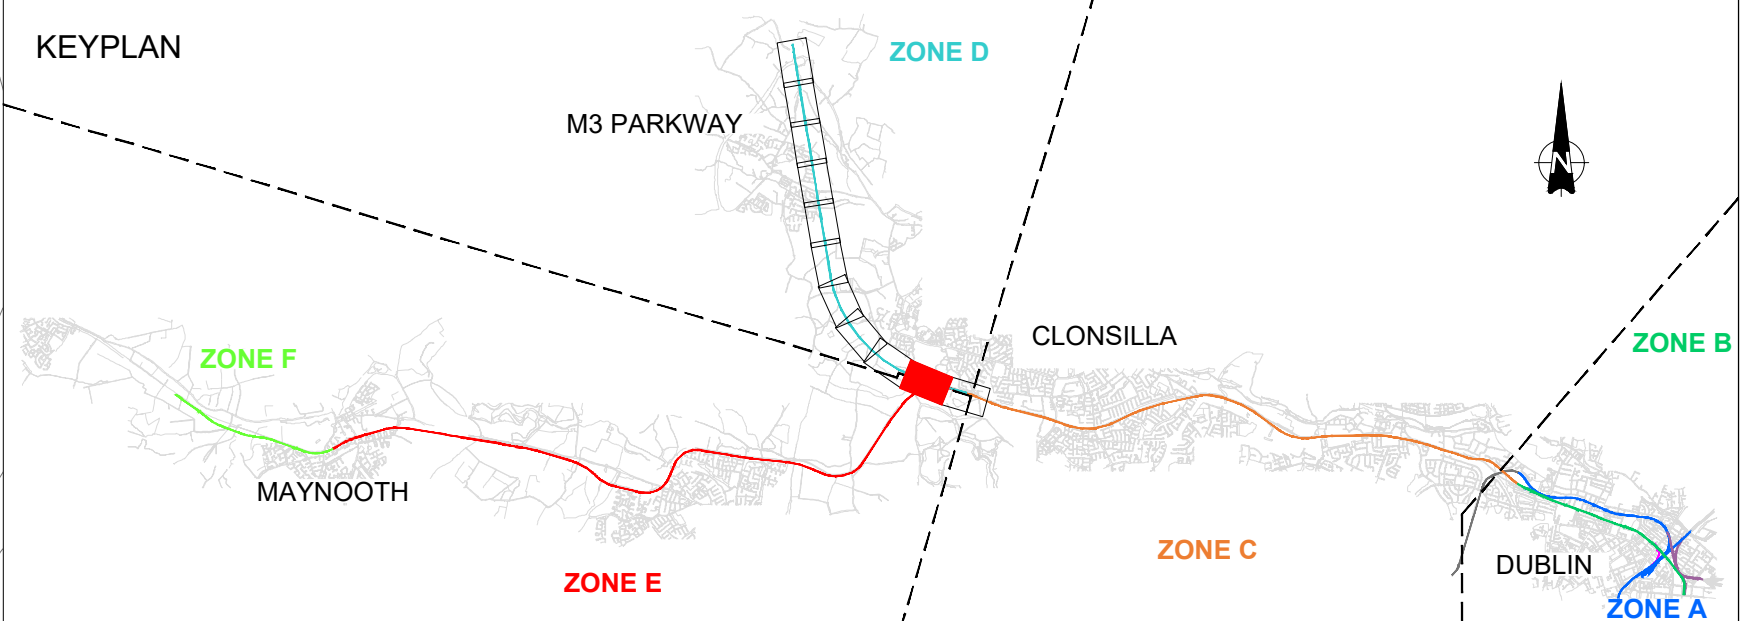 KEYPLAN
ZONE D
M3 PARKWAY
N
CLONSILLA
ZONE B
ZONE F
MAYNOOTH
ZONE C
DUBLIN
ZONE E
ZONE A